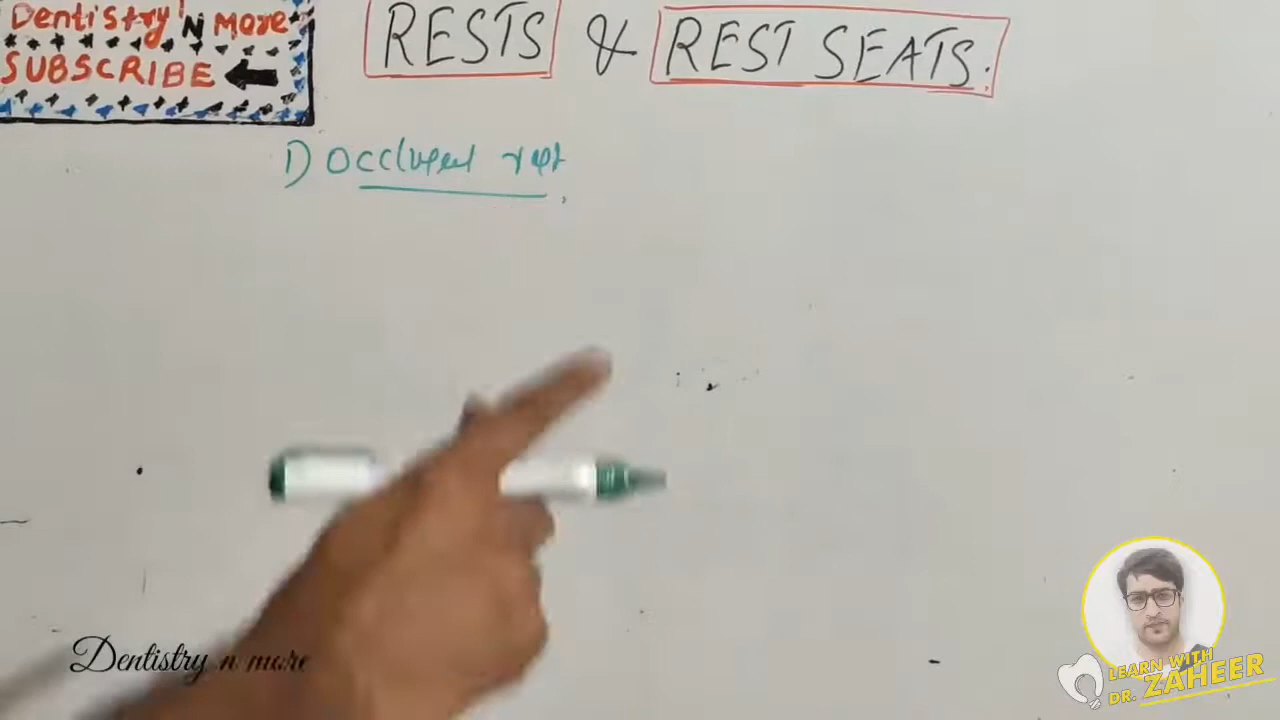 Dentistry 'N More
SUBSCRIBE
RESTS & REST SEATS.
1) Occlusal rest
Dentistry n more
LEARN WITH
DR. ZAHEER